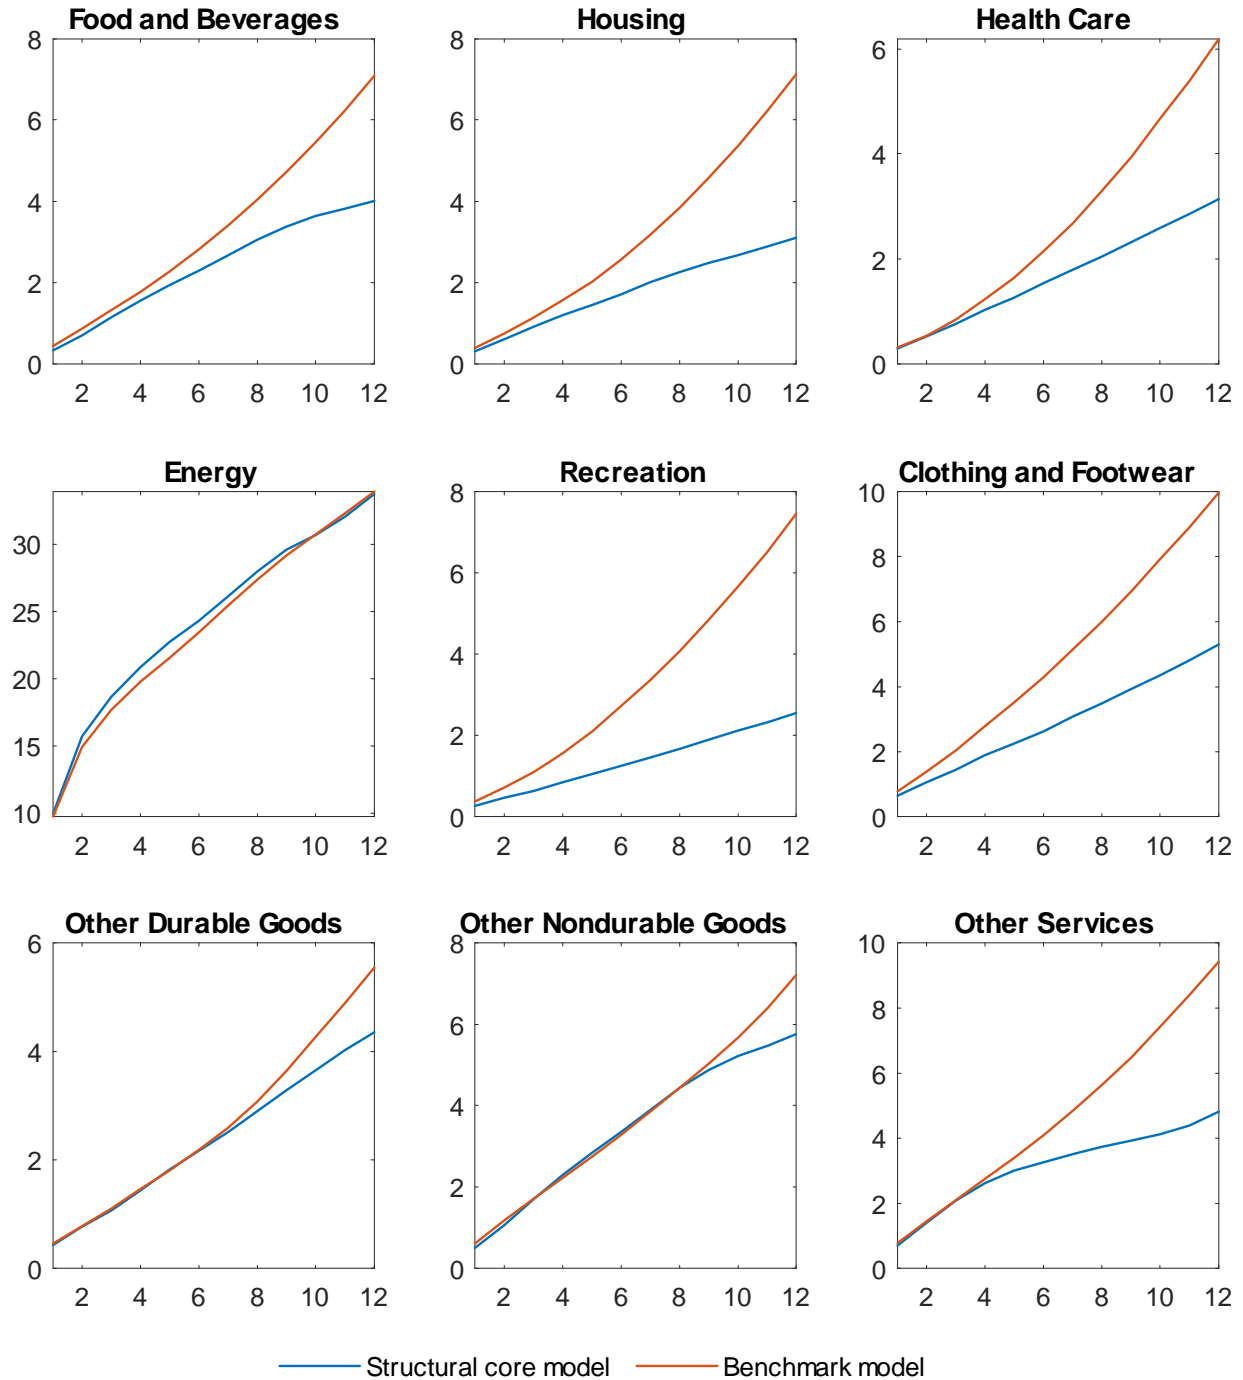 Food and Beverages
8
6
4
2
0
2 4 6 8 10 12
Housing
8
6
4
2
0
2 4 6 8 10 12
Health Care
6
4
2
0
2 4 6 8 10 12
Energy
30
25
20
15
10
2 4 6 8 10 12
Recreation
8
6
4
2
0
2 4 6 8 10 12
Clothing and Footwear
10
8
6
4
2
0
2 4 6 8 10 12
Other Durable Goods
6
4
2
0
2 4 6 8 10 12
Other Nondurable Goods
8
6
4
2
0
2 4 6 8 10 12
Other Services
10
8
6
4
2
0
2 4 6 8 10 12
Structural core model
Benchmark model